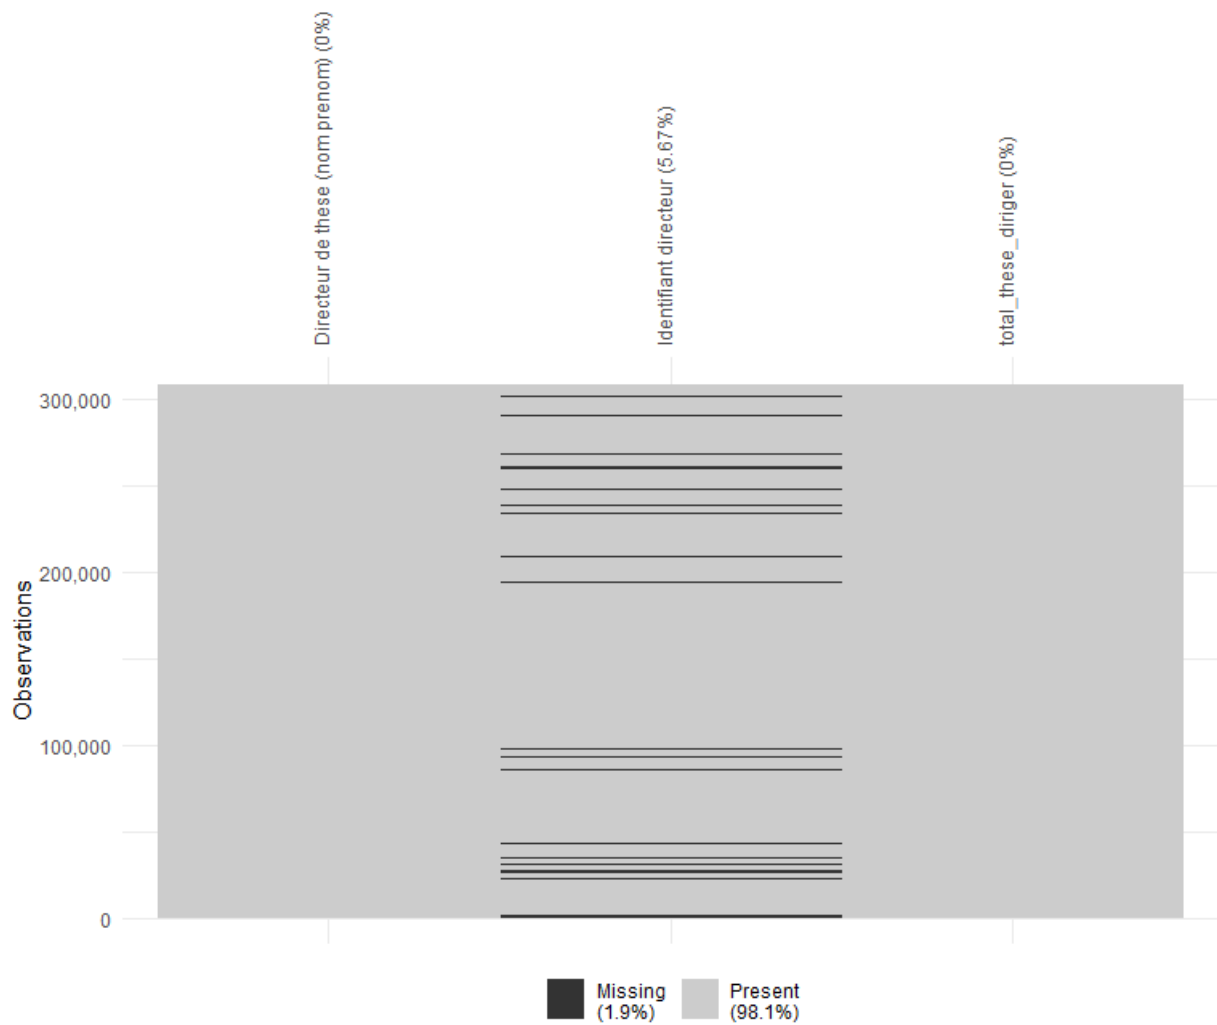 Directeur de these (nom prenom) (0%)
Identifiant directeur (5.67%)
total_these_diriger (0%)
300,000
200,000
100,000
0
Observations
Missing
(1.9%)
Present
(98.1%)